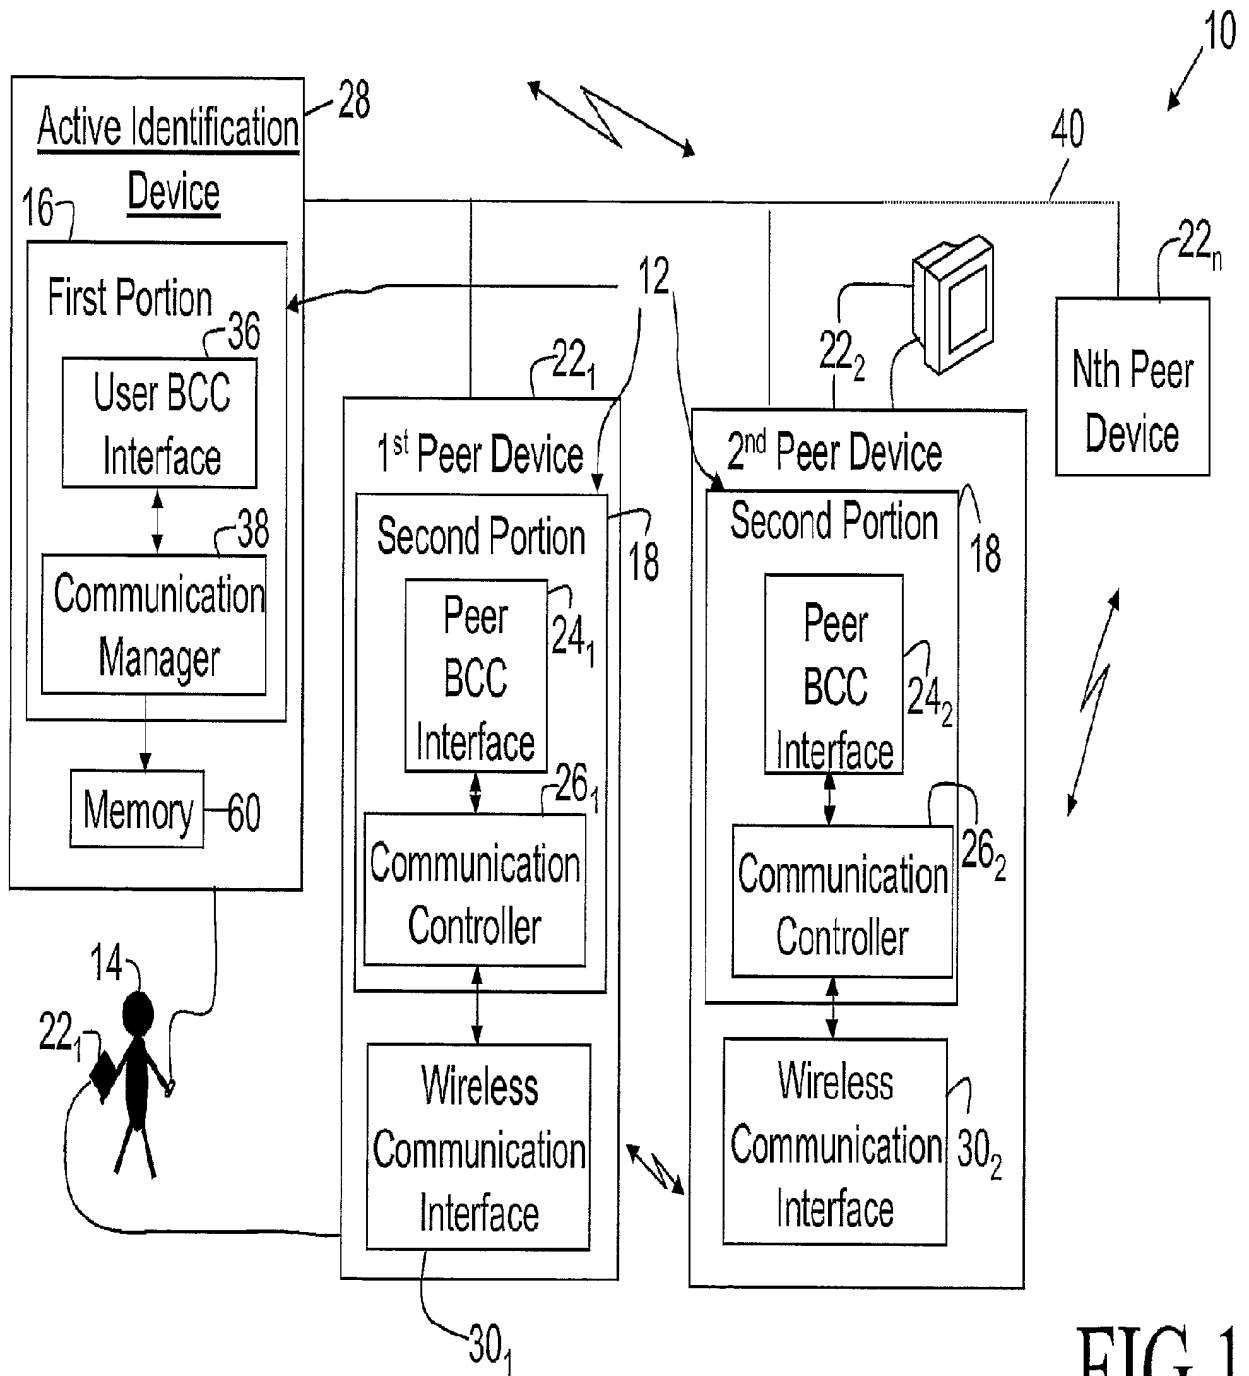 10
28
Active Identification
Device
40
16
First Portion
12
22n
36
User BCC
Interface
22₁
22₂
Nth Peer
Device
1st Peer Device
2nd Peer Device
38
Communication
Manager
Second Portion
18
Second Portion
18
Peer
BCC
Interface
24₁
Peer
BCC
Interface
24₂
Memory
60
26₁
Communication
Controller
26₂
Communication
Controller
14
22₁
Wireless
Communication
Interface
Wireless
Communication
Interface
30₂
30₁
FIG 1